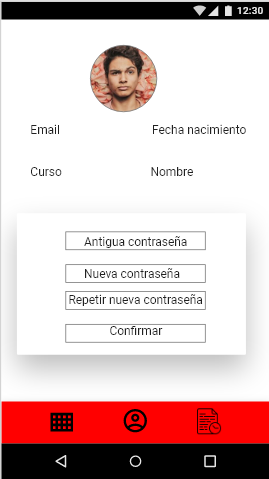 12:30
Email Fecha nacimiento
Curso Nombre
Antigua contraseña
Nueva contraseña
Repetir nueva contraseña
Confirmar